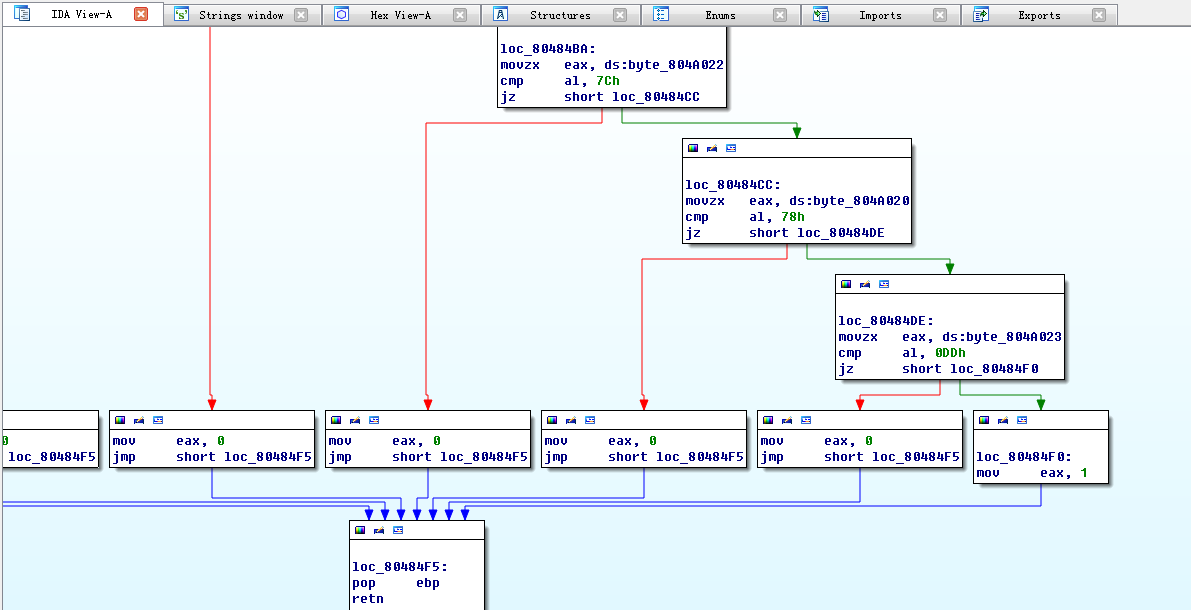 IDA View-A
Strings window
Hex View-A
Structures
Enums
Imports
Exports
loc_80484BA:
movzx eax, ds:byte_804A022
cmp al, 7Ch
jz short loc_80484CC
loc_80484CC:
movzx eax, ds:byte_804A020
cmp al, 78h
jz short loc_80484DE
loc_80484DE:
movzx eax, ds:byte_804A023
cmp al, 0DDh
jz short loc_80484F0
0
loc_80484F5
mov eax, 0
jmp short loc_80484F5
mov eax, 0
jmp short loc_80484F5
mov eax, 0
jmp short loc_80484F5
mov eax, 0
jmp short loc_80484F5
loc_80484F0:
mov eax, 1
loc_80484F5:
pop ebp
retn